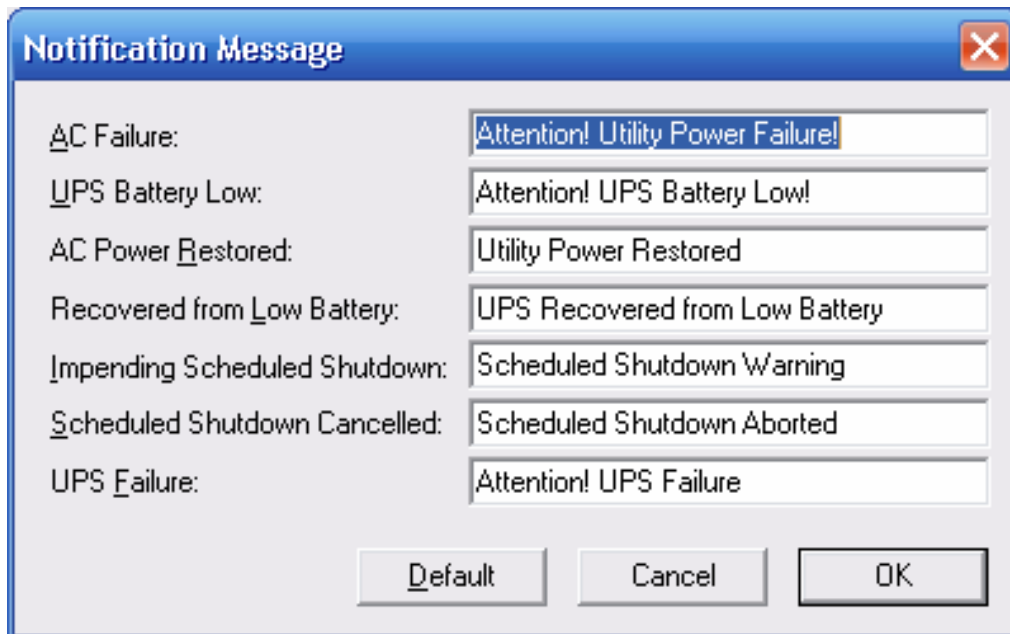 Notification Message
AC Failure: Attention! Utility Power Failure!
UPS Battery Low: Attention! UPS Battery Low!
AC Power Restored: Utility Power Restored
Recovered from Low Battery: UPS Recovered from Low Battery
Impending Scheduled Shutdown: Scheduled Shutdown Warning
Scheduled Shutdown Cancelled: Scheduled Shutdown Aborted
UPS Failure: Attention! UPS Failure
Default Cancel OK